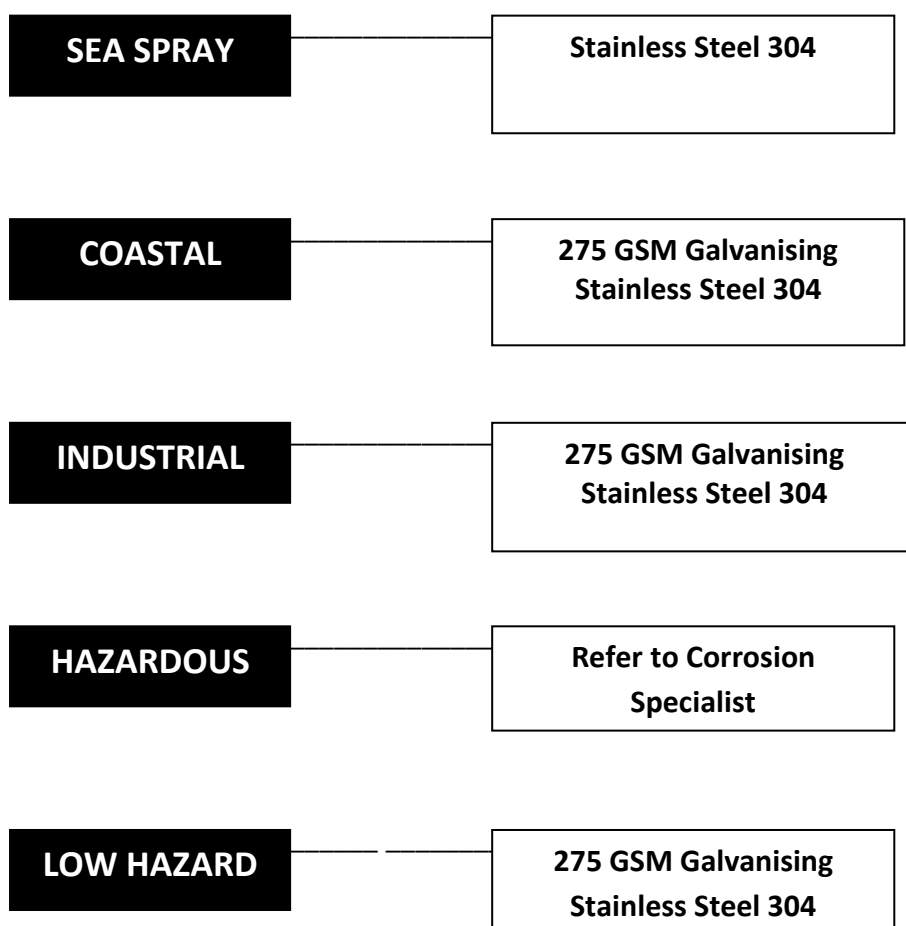 SEA SPRAY
Stainless Steel 304
COASTAL
275 GSM Galvanising
Stainless Steel 304
INDUSTRIAL
275 GSM Galvanising
Stainless Steel 304
HAZARDOUS
Refer to Corrosion
Specialist
LOW HAZARD
275 GSM Galvanising
Stainless Steel 304